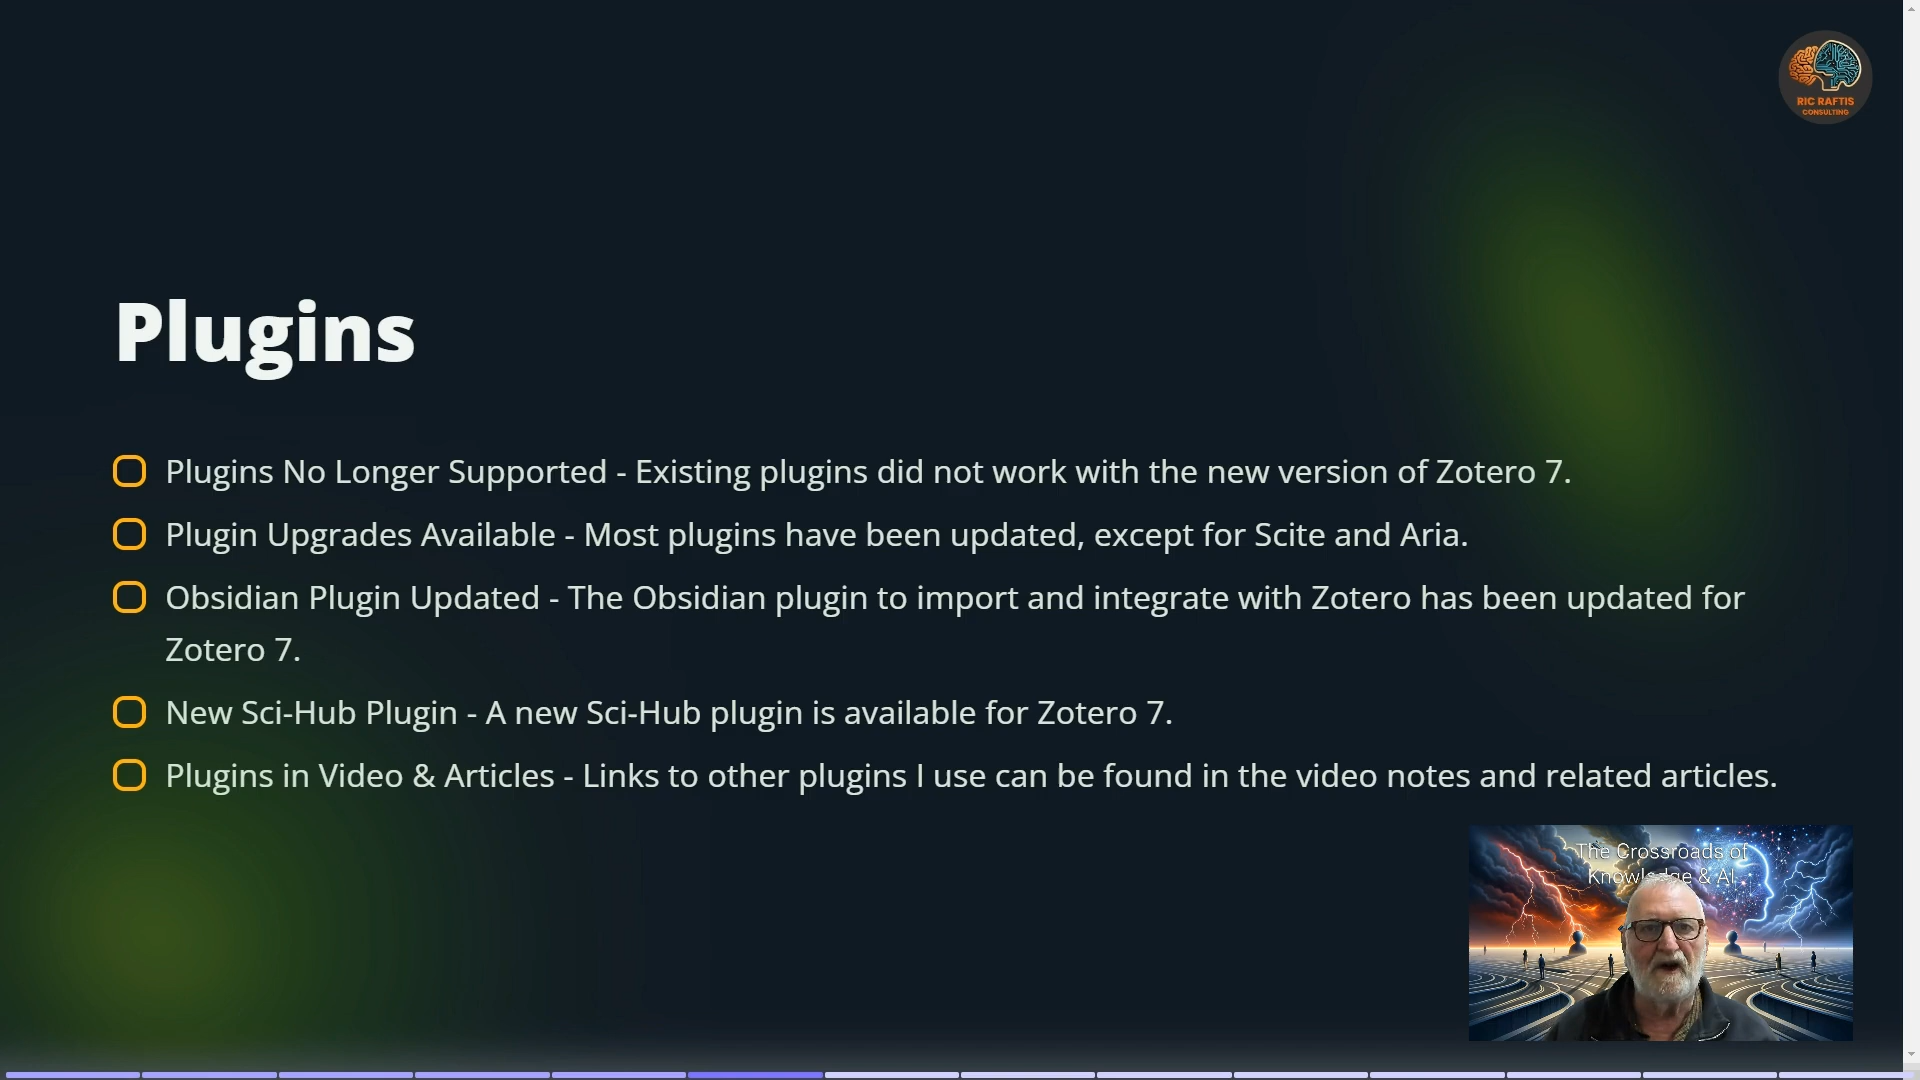 RIC RAFTIS
CONSULTING
Plugins
Plugins No Longer Supported - Existing plugins did not work with the new version of Zotero 7.
Plugin Upgrades Available - Most plugins have been updated, except for Scite and Aria.
Obsidian Plugin Updated - The Obsidian plugin to import and integrate with Zotero has been updated for
Zotero 7.
New Sci-Hub Plugin - A new Sci-Hub plugin is available for Zotero 7.
Plugins in Video & Articles - Links to other plugins I use can be found in the video notes and related articles.
The Crossroads of
Knowledge & AI